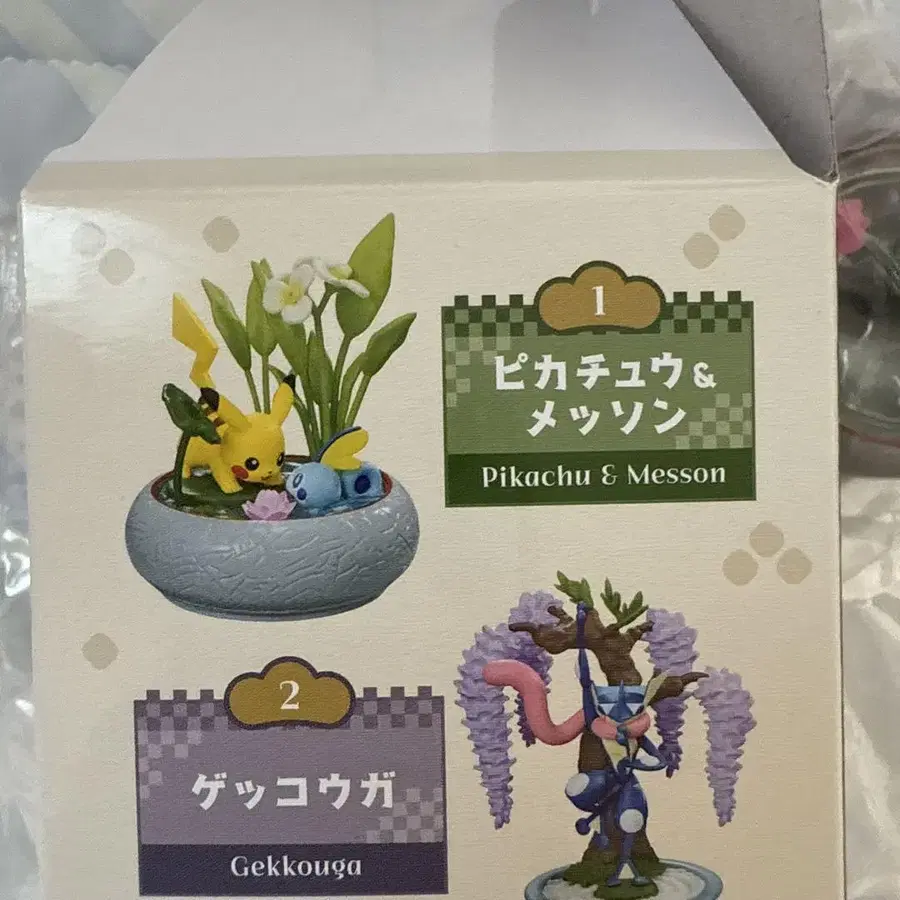 1
ピカチュウ&
メッソン
Pikachu & Messon
2
ゲッコウガ
Gekkouga